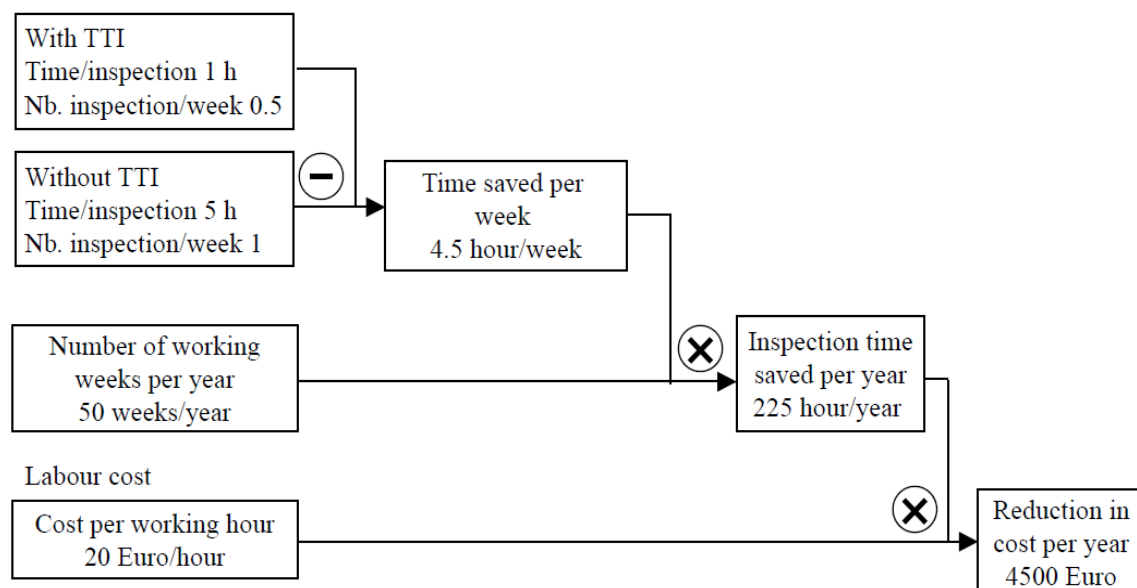 With TTI
Time/inspection 1 h
Nb. inspection/week 0.5
Without TTI
Time/inspection 5 h
Nb. inspection/week 1
Time saved per
week
4.5 hour/week
Number of working
weeks per year
50 weeks/year
Inspection time
saved per year
225 hour/year
Labour cost
Cost per working hour
20 Euro/hour
Reduction in
cost per year
4500 Euro